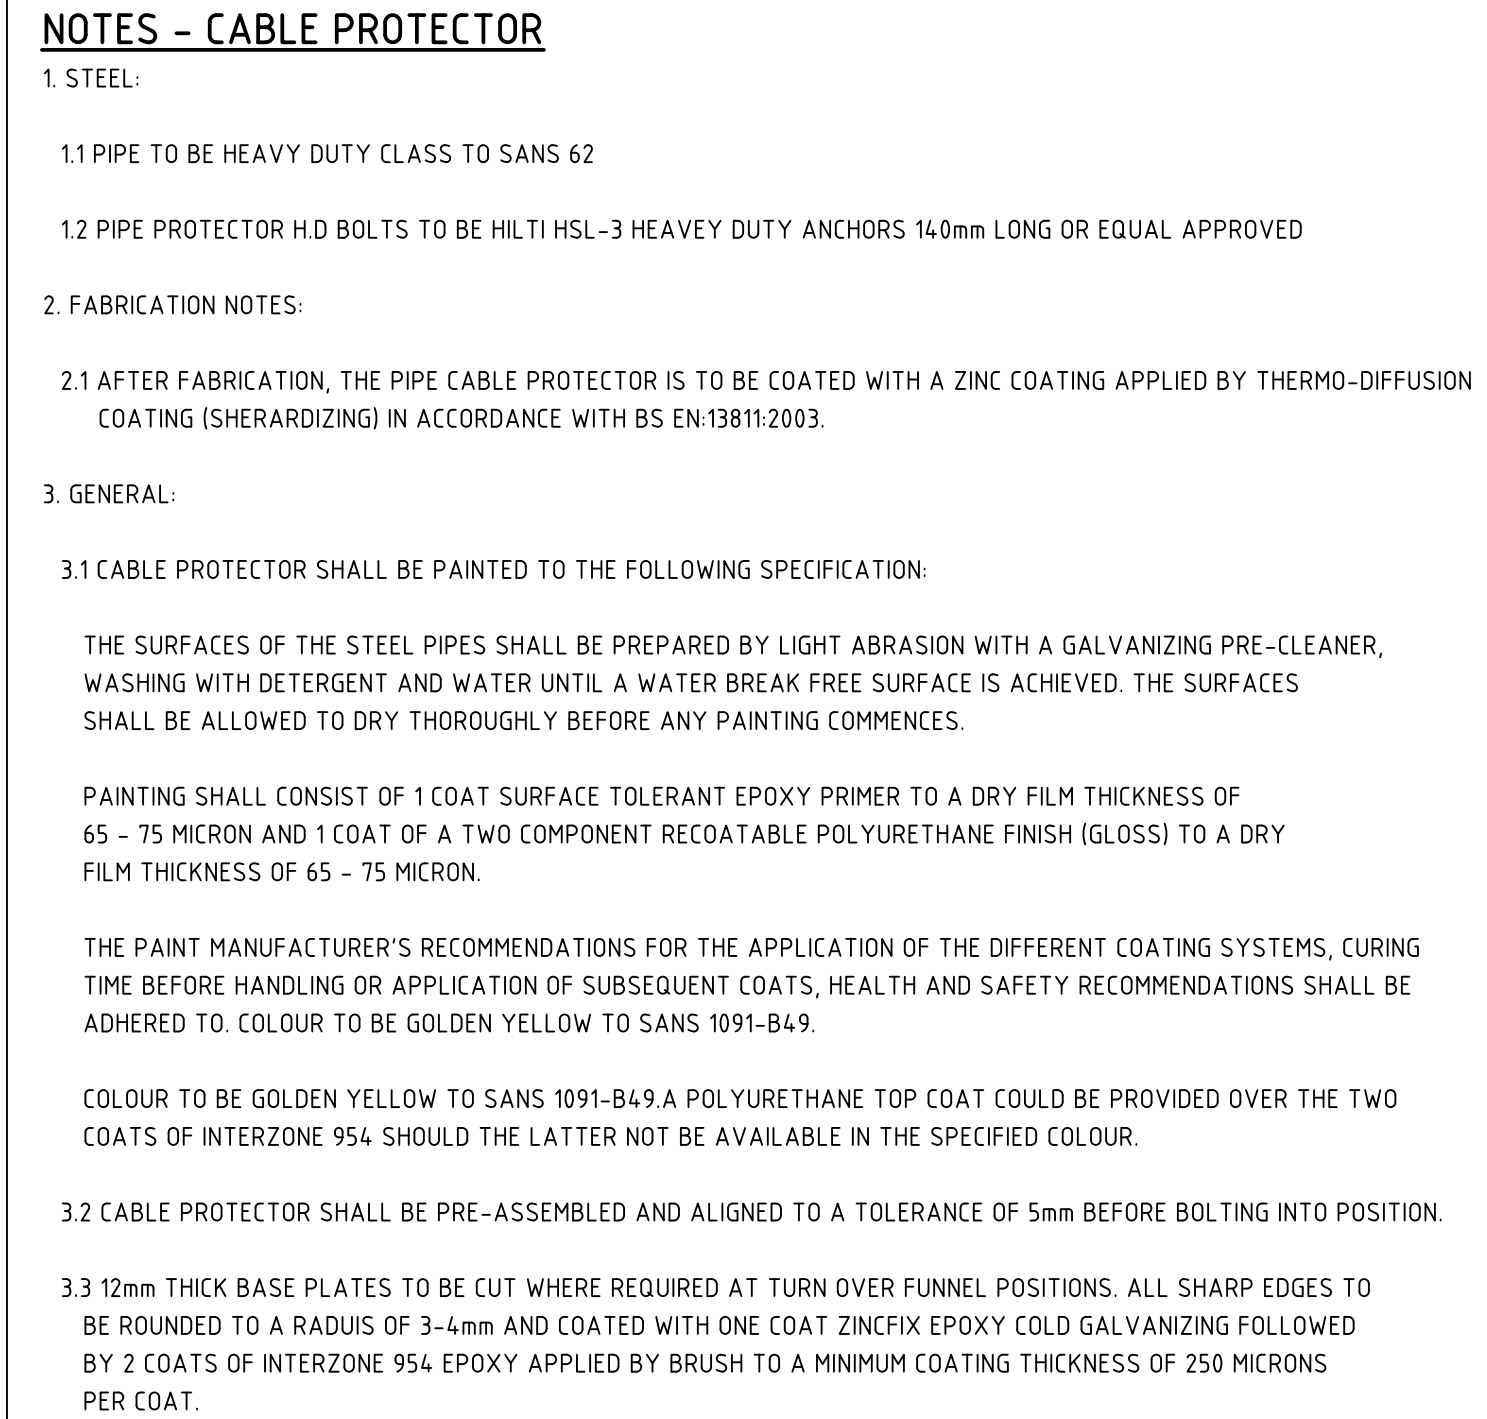 NOTES - CABLE PROTECTOR
1. STEEL:
1.1 PIPE TO BE HEAVY DUTY CLASS TO SANS 62
1.2 PIPE PROTECTOR H.D BOLTS TO BE HILTI HSL-3 HEAVEY DUTY ANCHORS 140mm LONG OR EQUAL APPROVED
2. FABRICATION NOTES:
2.1 AFTER FABRICATION, THE PIPE CABLE PROTECTOR IS TO BE COATED WITH A ZINC COATING APPLIED BY THERMO-DIFFUSION
COATING (SHERARDIZING) IN ACCORDANCE WITH BS EN:13811:2003.
3. GENERAL:
3.1 CABLE PROTECTOR SHALL BE PAINTED TO THE FOLLOWING SPECIFICATION:
THE SURFACES OF THE STEEL PIPES SHALL BE PREPARED BY LIGHT ABRASION WITH A GALVANIZING PRE-CLEANER,
WASHING WITH DETERGENT AND WATER UNTIL A WATER BREAK FREE SURFACE IS ACHIEVED. THE SURFACES
SHALL BE ALLOWED TO DRY THOROUGHLY BEFORE ANY PAINTING COMMENCES.
PAINTING SHALL CONSIST OF 1 COAT SURFACE TOLERANT EPOXY PRIMER TO A DRY FILM THICKNESS OF
65 - 75 MICRON AND 1 COAT OF A TWO COMPONENT RECOATABLE POLYURETHANE FINISH (GLOSS) TO A DRY
FILM THICKNESS OF 65 - 75 MICRON.
THE PAINT MANUFACTURER'S RECOMMENDATIONS FOR THE APPLICATION OF THE DIFFERENT COATING SYSTEMS, CURING
TIME BEFORE HANDLING OR APPLICATION OF SUBSEQUENT COATS, HEALTH AND SAFETY RECOMMENDATIONS SHALL BE
ADHERED TO. COLOUR TO BE GOLDEN YELLOW TO SANS 1091-B49.
COLOUR TO BE GOLDEN YELLOW TO SANS 1091-B49.A POLYURETHANE TOP COAT COULD BE PROVIDED OVER THE TWO
COATS OF INTERZONE 954 SHOULD THE LATTER NOT BE AVAILABLE IN THE SPECIFIED COLOUR.
3.2 CABLE PROTECTOR SHALL BE PRE-ASSEMBLED AND ALIGNED TO A TOLERANCE OF 5mm BEFORE BOLTING INTO POSITION.
3.3 12mm THICK BASE PLATES TO BE CUT WHERE REQUIRED AT TURN OVER FUNNEL POSITIONS. ALL SHARP EDGES TO
BE ROUNDED TO A RADUIS OF 3-4mm AND COATED WITH ONE COAT ZINCFIX EPOXY COLD GALVANIZING FOLLOWED
BY 2 COATS OF INTERZONE 954 EPOXY APPLIED BY BRUSH TO A MINIMUM COATING THICKNESS OF 250 MICRONS
PER COAT.